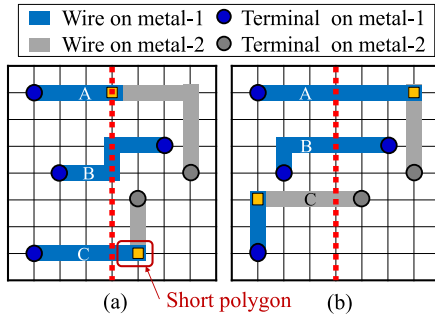 Wire on metal-1 Terminal on metal-1
Wire on metal-2 Terminal on metal-2
A A
B B
C C
(a) Short polygon (b)